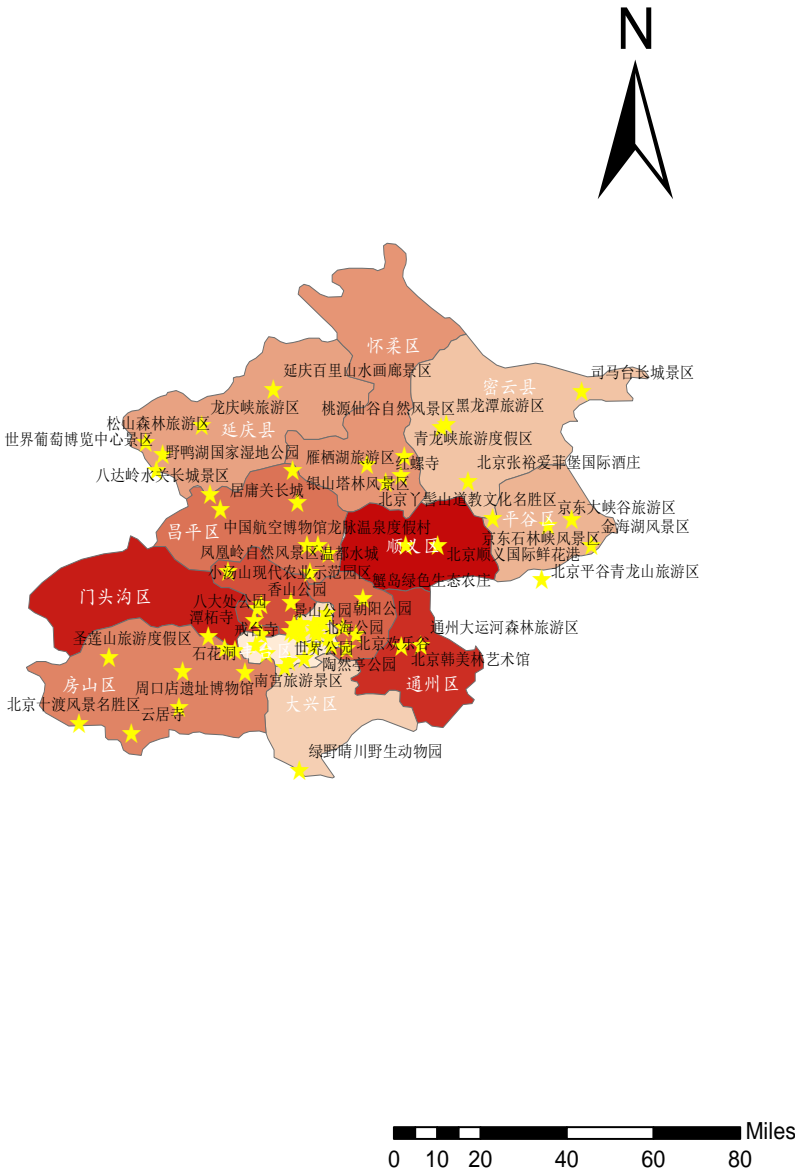 N
怀柔区
延庆百里山水画廊景区
司马台长城景区
密云县
龙庆峡旅游区
桃源仙谷自然风景区
黑龙潭旅游区
松山森林旅游区
延庆县
世界葡萄博览中心景区
青龙峡旅游度假区
野鸭湖国家湿地公园
雁栖湖旅游区
红螺寺
北京张裕爱菲堡国际酒庄
八达岭水关长城景区
居庸关长城
银山塔林风景区
北京丫髻山道教文化名胜区
京东大峡谷旅游区
昌平区
中国航空博物馆
龙脉温泉度假村
平谷区
金海湖风景区
京东石林峡风景区
顺义区
凤凰岭自然风景区
温都水城
北京顺义国际鲜花港
小汤山现代农业示范园区
蟹岛绿色生态农庄
北京平谷青龙山旅游区
门头沟区
香山公园
八大处公园
景山公园
朝阳公园
潭柘寺
戒台寺
北海公园
通州大运河森林旅游区
圣莲山旅游度假区
石花洞
世界公园
北京欢乐谷
陶然亭公园
北京韩美林艺术馆
房山区
周口店遗址博物馆
南宫旅游景区
通州区
北京十渡风景名胜区
云居寺
大兴区
绿野晴川野生动物园
Miles
0 10 20 40 60 80